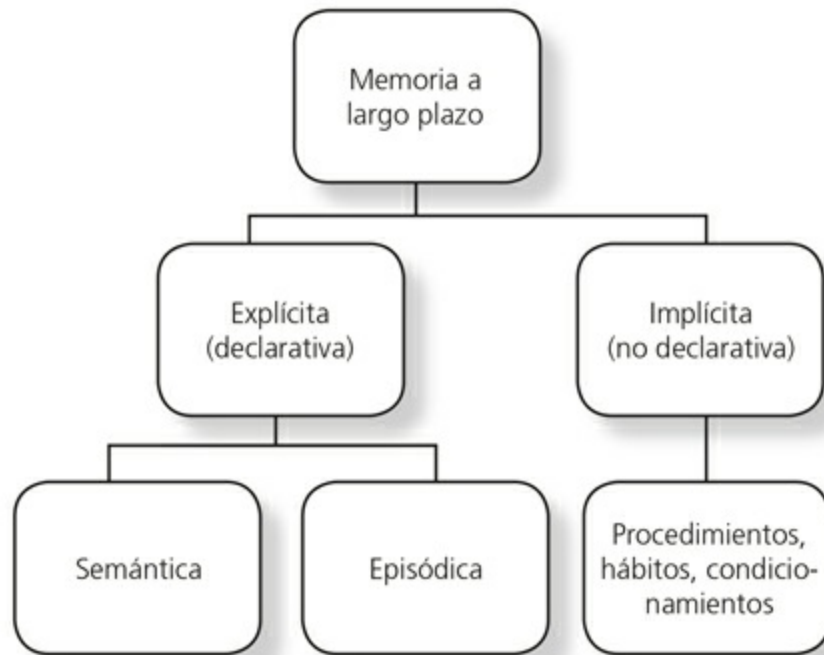 Memoria a
largo plazo
Explícita
(declarativa)
Implícita
(no declarativa)
Semántica
Episódica
Procedimientos,
hábitos, condicio-
namientos